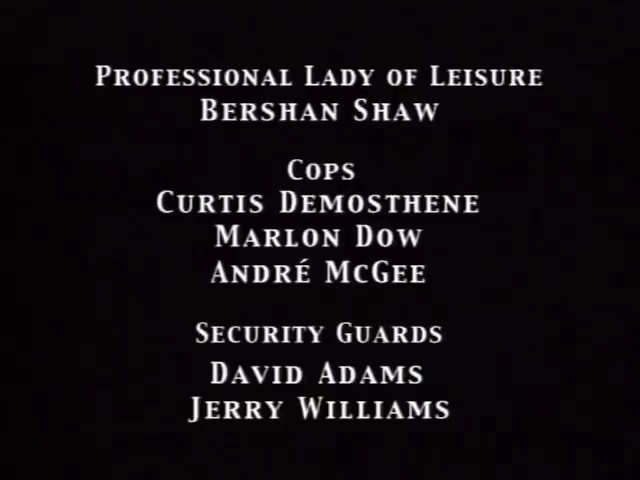 Professional Lady of Leisure
Bershan Shaw
Cops
Curtis Demosthene
Marlon Dow
André McGee
Security Guards
David Adams
Jerry Williams